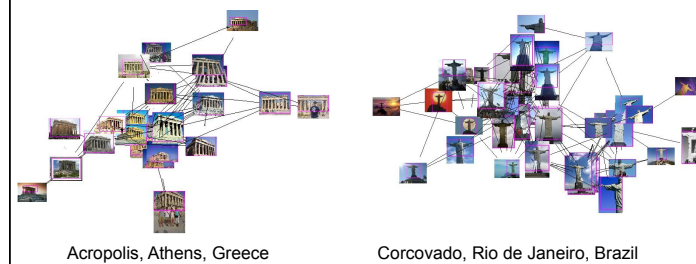 Acropolis, Athens, Greece
Corcovado, Rio de Janeiro, Brazil